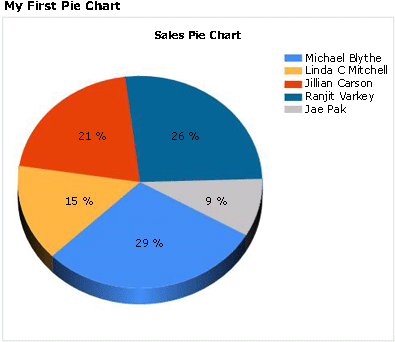 My First Pie Chart
Sales Pie Chart
Michael Blythe
Linda C Mitchell
Jillian Carson
Ranjit Varkey
Jae Pak
21 %
26 %
15 %
9 %
29 %